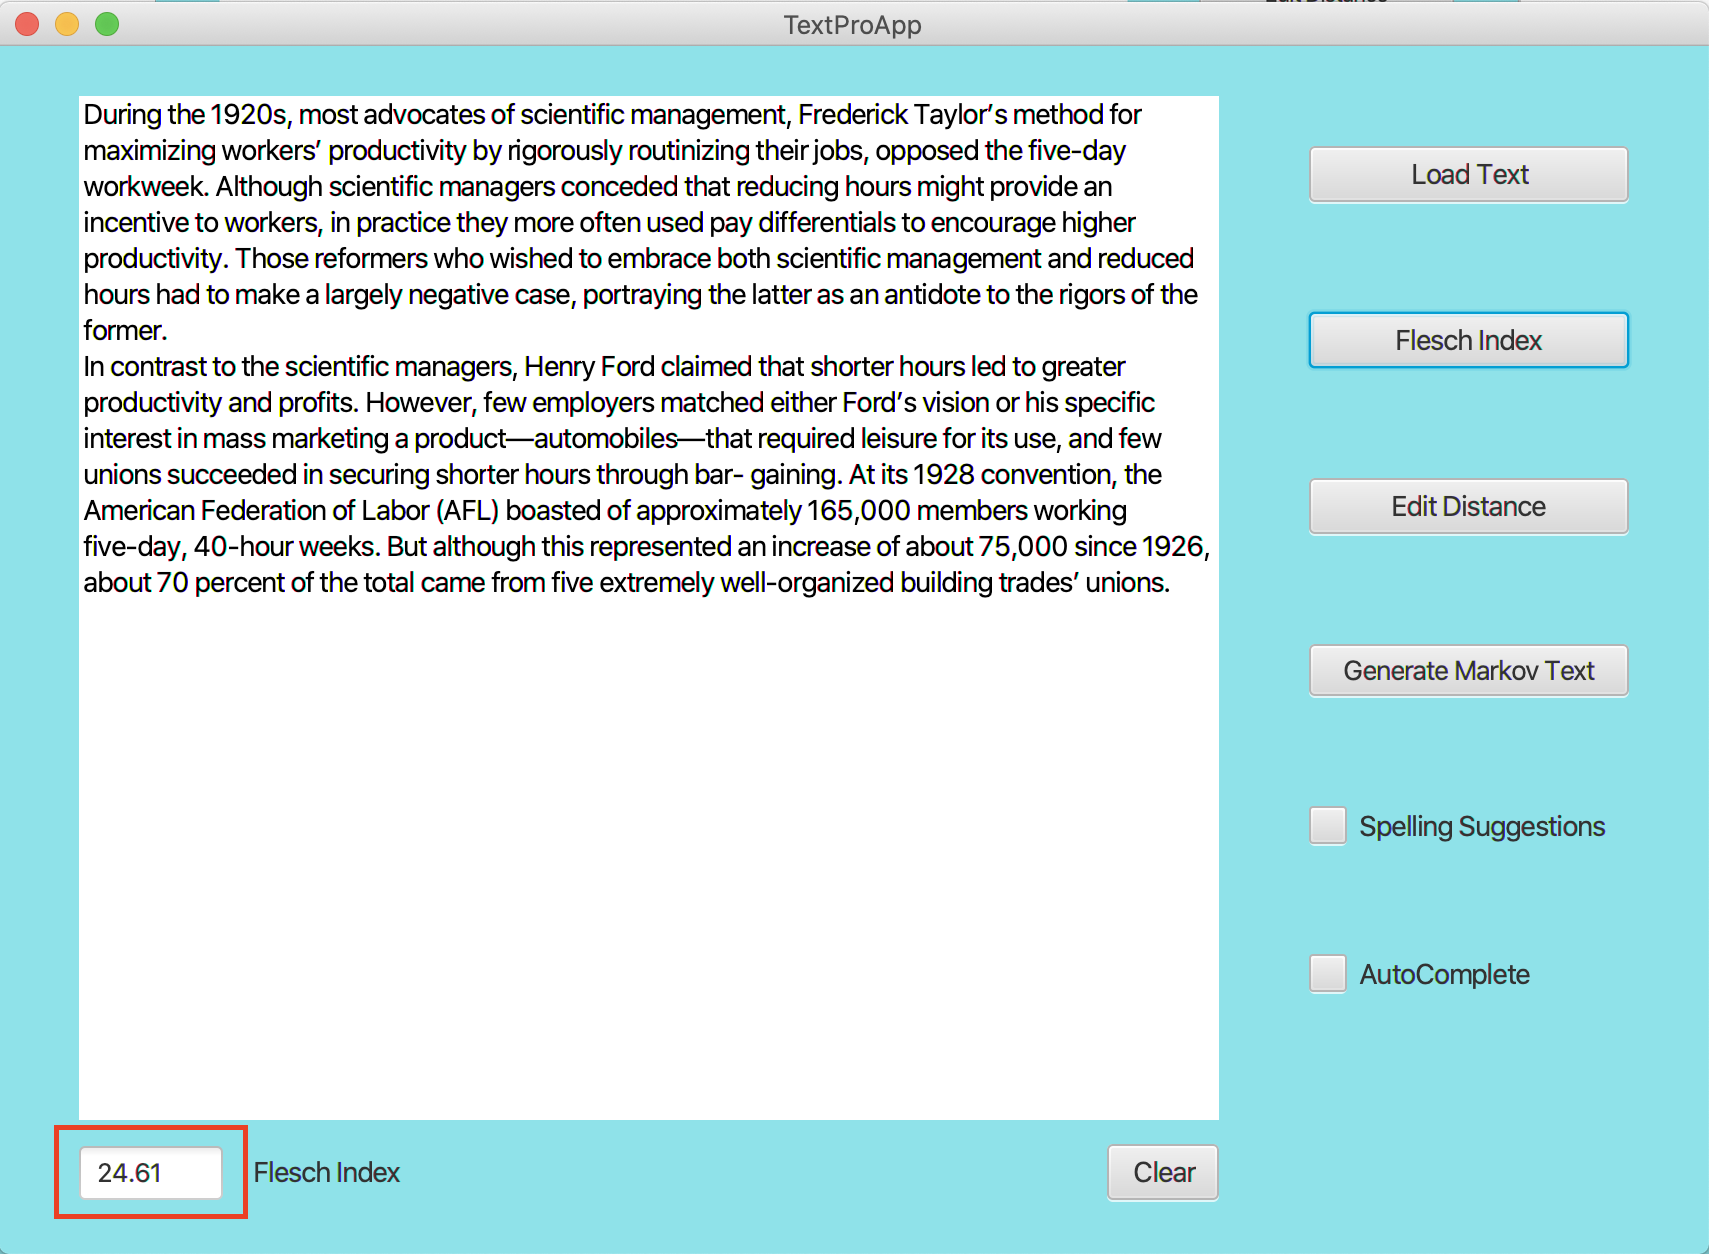 TextProApp
During the 1920s, most advocates of scientific management, Frederick Taylor’s method for
maximizing workers’ productivity by rigorously routinizing their jobs, opposed the five-day
workweek. Although scientific managers conceded that reducing hours might provide an
incentive to workers, in practice they more often used pay differentials to encourage higher
productivity. Those reformers who wished to embrace both scientific management and reduced
hours had to make a largely negative case, portraying the latter as an antidote to the rigors of the
former.
In contrast to the scientific managers, Henry Ford claimed that shorter hours led to greater
productivity and profits. However, few employers matched either Ford’s vision or his specific
interest in mass marketing a product—automobiles—that required leisure for its use, and few
unions succeeded in securing shorter hours through bar- gaining. At its 1928 convention, the
American Federation of Labor (AFL) boasted of approximately 165,000 members working
five-day, 40-hour weeks. But although this represented an increase of about 75,000 since 1926,
about 70 percent of the total came from five extremely well-organized building trades’ unions.
Load Text
Flesch Index
Edit Distance
Generate Markov Text
Spelling Suggestions
AutoComplete
24.61 Flesch Index
Clear